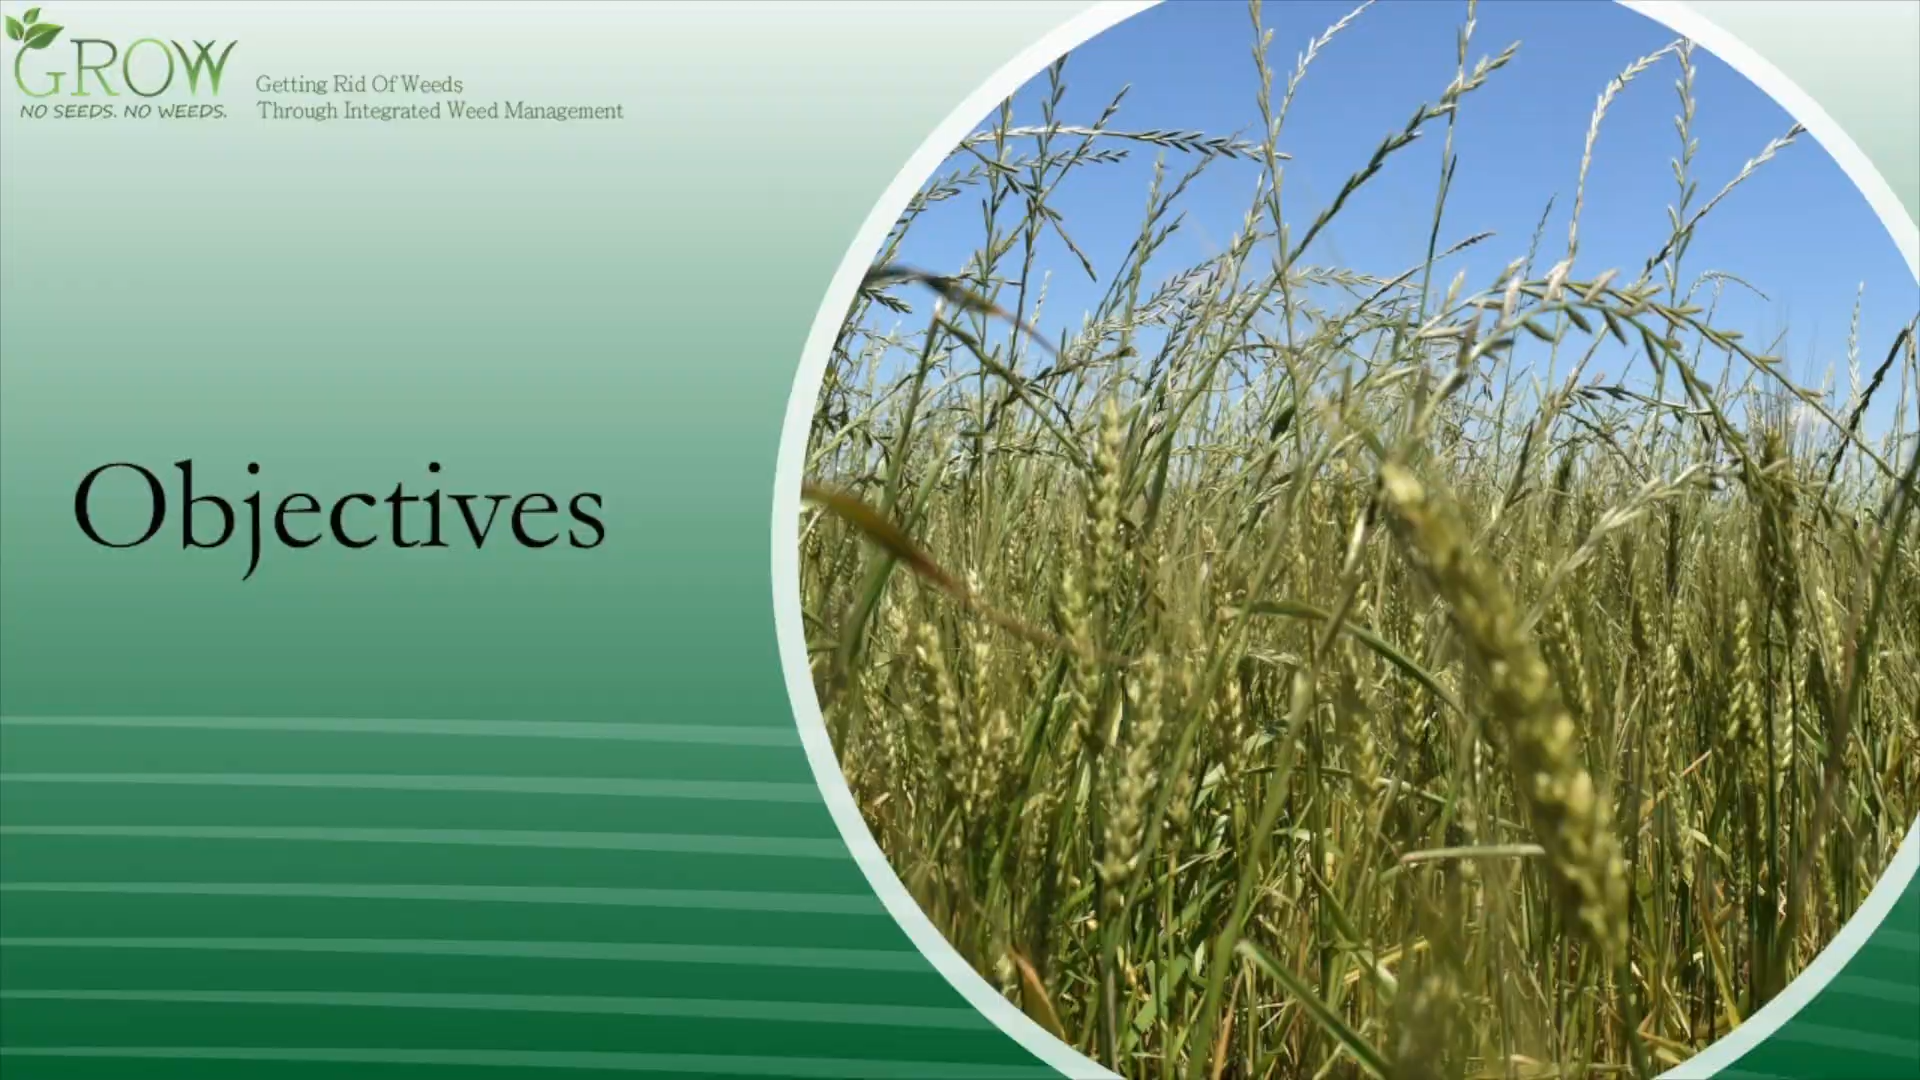 GROW
NO SEEDS. NO WEEDS.
Getting Rid Of Weeds
Through Integrated Weed Management
Objectives